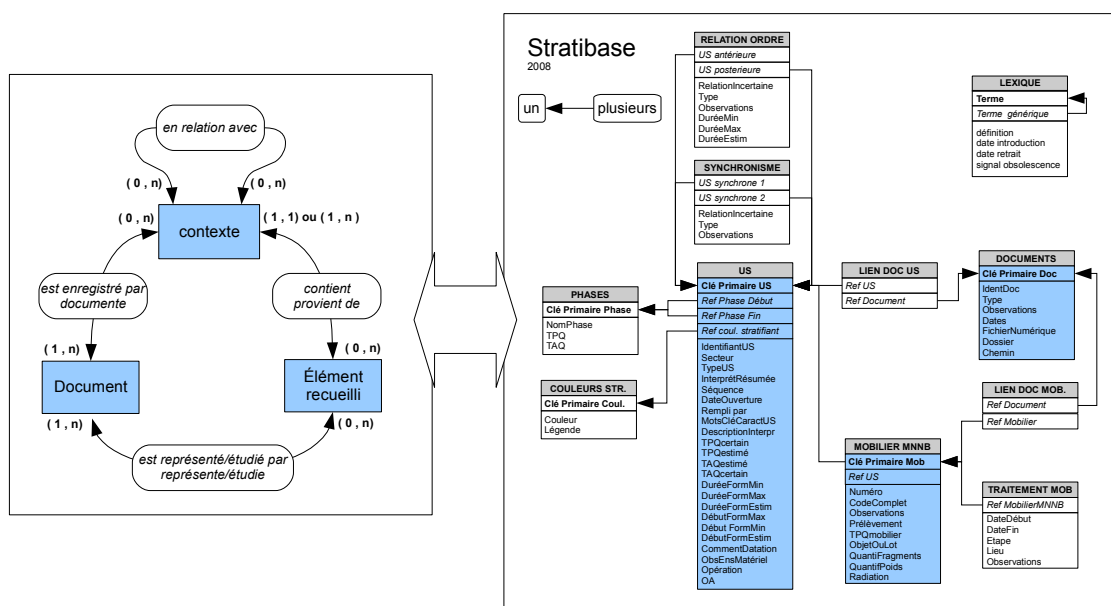 en relation avec
( 0 , n)
( 0 , n)
( 0 , n)
( 1 , 1) ou ( 1 , n )
contexte
est enregistré par
documente
contient
provient de
( 1 , n)
( 0 , n)
Document
Élément
recueilli
( 1 , n)
( 0 , n)
est représenté/étudié par
représente/étudie
Stratibase
2008
un
plusieurs
RELATION ORDRE
US antérieure
US posterieure
RelationIncertaine
Type
Observations
DuréeMin
DuréeMax
DuréeEstim
SYNCHRONISME
US synchrone 1
US synchrone 2
RelationIncertaine
Type
Observations
LEXIQUE
Terme
Terme générique
définition
date introduction
date retrait
signal obsolescence
PHASES
Clé Primaire Phase
NomPhase
TPQ
TAQ
COULEURS STR.
Clé Primaire Coul.
Couleur
Légende
US
Clé Primaire US
Ref Phase Début
Ref Phase Fin
Ref coul. stratifiant
IdentifiantUS
Secteur
TypeUS
InterprétRésumée
Séquence
DateOuverture
Rempli par
MotsCléCaractUS
DescriptionInterpr
TPQcertain
TPQestimé
TAQestimé
TAQcertain
DuréeFormMin
DuréeFormMax
DuréeFormEstim
DébutFormMax
Début FormMin
DébutFormEstim
CommentDatation
ObsEnsMatériel
Opération
OA
LIEN DOC US
Ref US
Ref Document
DOCUMENTS
Clé Primaire Doc
IdentDoc
Type
Observations
Dates
FichierNumérique
Dossier
Chemin
LIEN DOC MOB.
Ref Document
Ref Mobilier
MOBILIER MNNB
Clé Primaire Mob
Ref US
Numéro
CodeComplet
Observations
Prélèvement
TPQmobilier
ObjetOuLot
QuantiFragments
QuantifPoids
Radiation
TRAITEMENT MOB
Ref MobilierMNNB
DateDébut
DateFin
Etape
Lieu
Observations